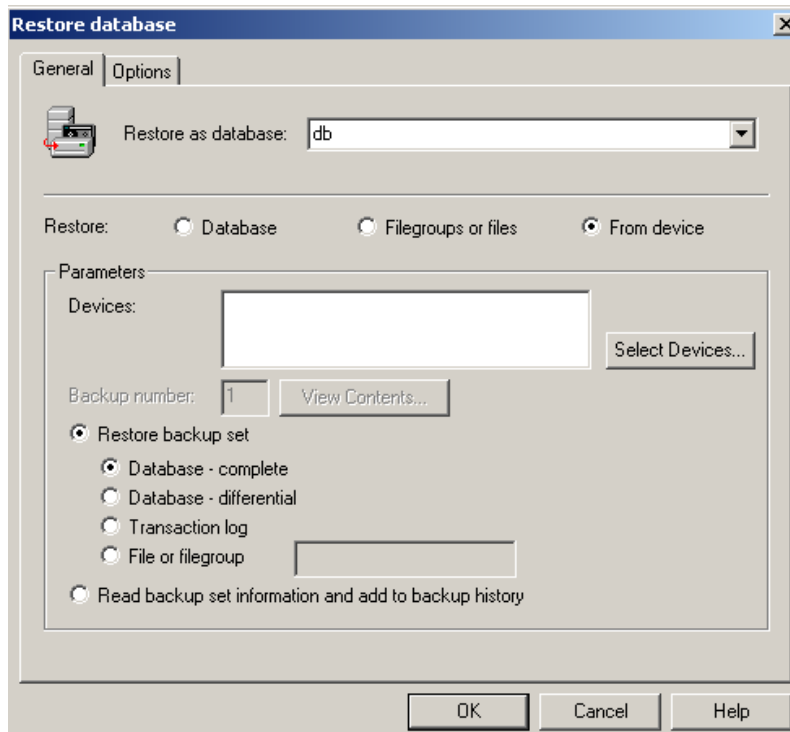 Restore database
General Options
Restore as database: db
Restore: Database Filegroups or files From device
Parameters
Devices:
Select Devices...
Backup number: 1 View Contents...
Restore backup set
Database - complete
Database - differential
Transaction log
File or filegroup
Read backup set information and add to backup history
OK Cancel Help